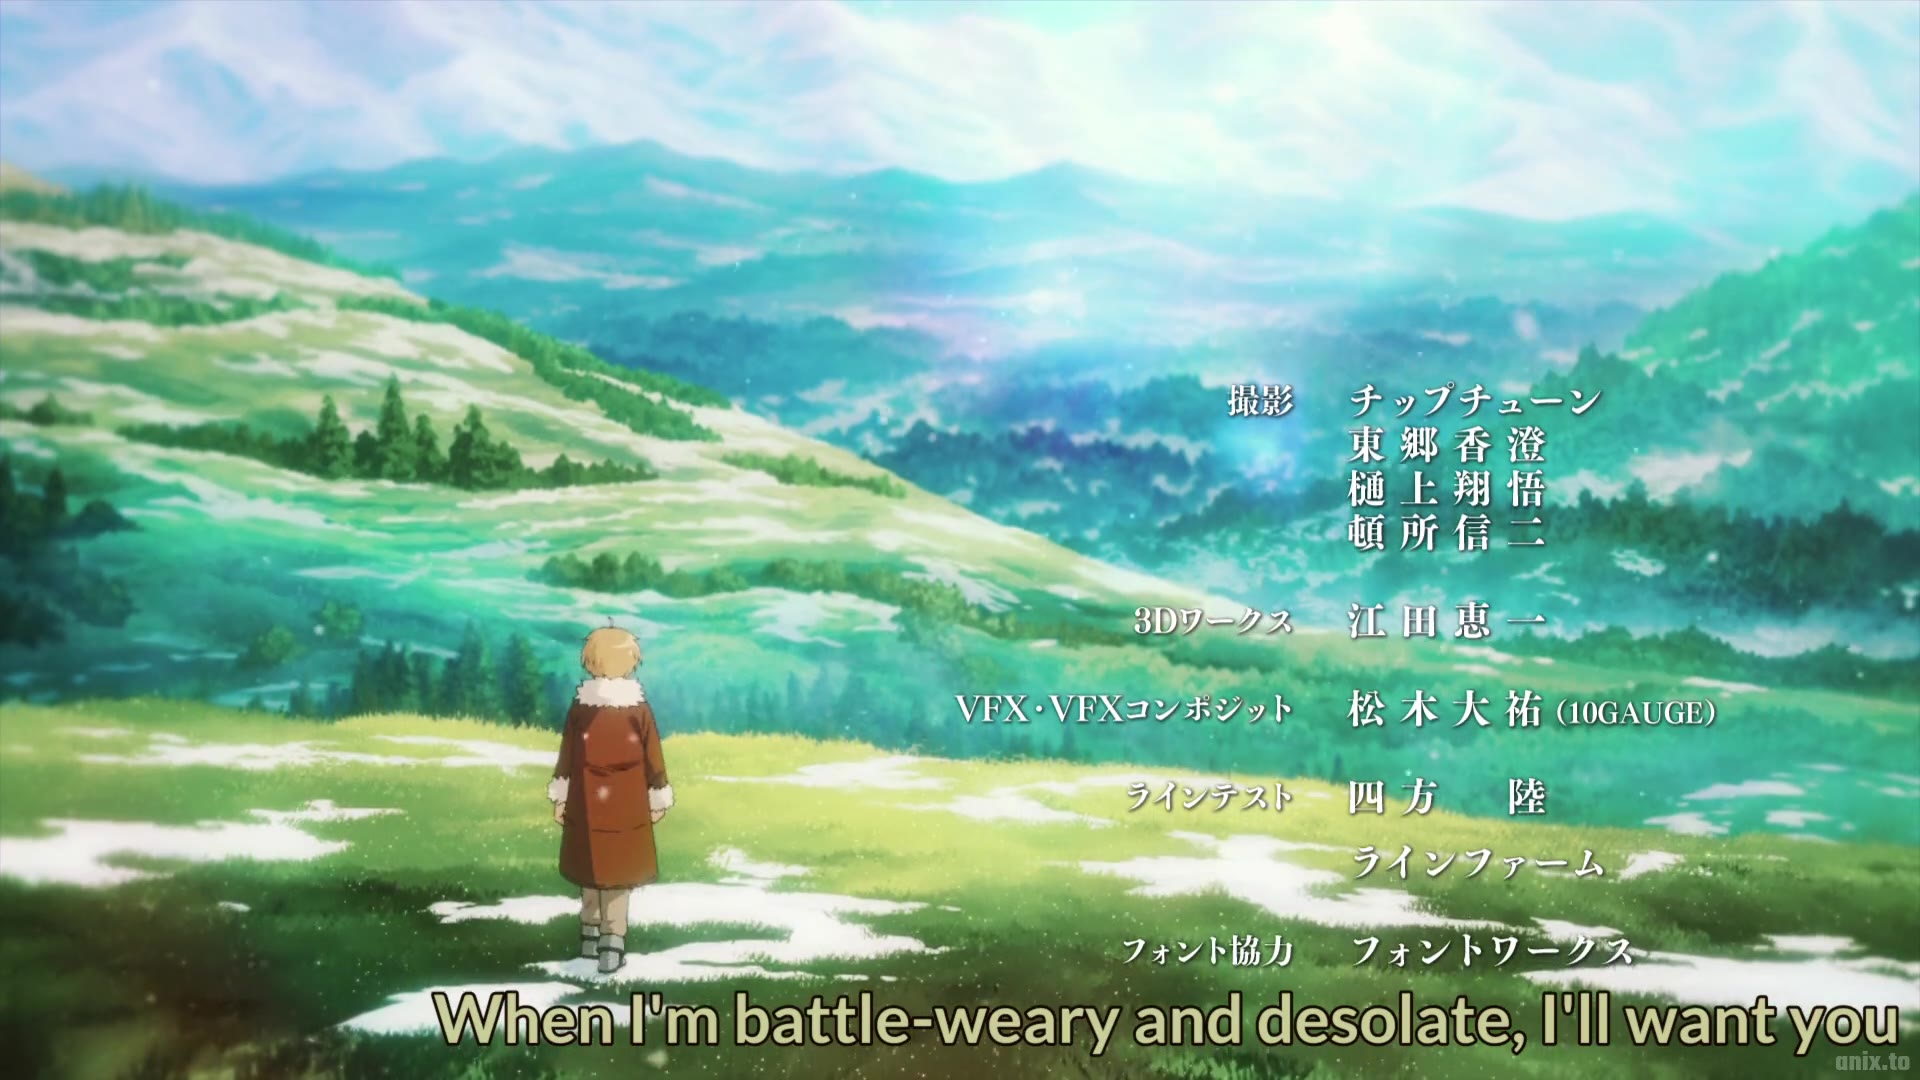 撮影 チップチューン
東郷香澄
樋上翔悟
頓所信二
3Dワークス 江田恵一
VFX・VFXコンポジット 松木大祐(10GAUGE)
ラインテスト 四方 陸
ラインファーム
フォント協力 フォントワークス
When I'm battle-weary and desolate, I'll want you
anix.to